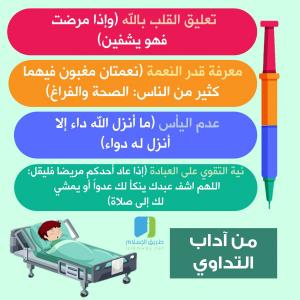 تعليق القلب بالله (وإذا مرضت
فهو يشفين)
معرفة قدر النعمة (نعمتان مغبون فيهما
كثير من الناس: الصحة والفراغ)
عدم اليأس (ما أنزل الله داء إلا
أنزل له دواء)
نية التقوي على العبادة (إذا عاد أحدكم مريضا فليقل:
اللهم اشف عبدك ينكأ لك عدواً أو يمشي
لك إلى صلاة)
طريق الإسلام
islamway.net
من آداب
التداوي